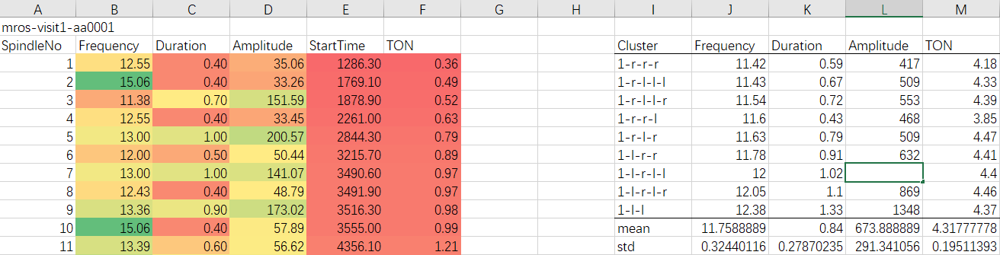 A B C D E F G H I J K L M
mros-visit1-aa0001
SpindleNo Frequency Duration Amplitude StartTime TON Cluster Frequency Duration Amplitude TON
1 12.55 0.40 35.06 1286.30 0.36 1-r-r-r 11.42 0.59 417 4.18
2 15.06 0.40 33.26 1769.10 0.49 1-r-l-l-l 11.43 0.67 509 4.33
3 11.38 0.70 151.59 1878.90 0.52 1-r-l-l-r 11.54 0.72 553 4.39
4 12.55 0.40 33.45 2261.00 0.63 1-r-r-l 11.6 0.43 468 3.85
5 13.00 1.00 200.57 2844.30 0.79 1-r-l-r 11.63 0.79 509 4.47
6 12.00 0.50 50.44 3215.70 0.89 1-l-r-r 11.78 0.91 632 4.41
7 13.00 1.00 141.07 3490.60 0.97 1-l-r-l-l 12 1.02 4.4
8 12.43 0.40 48.79 3491.90 0.97 1-l-r-l-r 12.05 1.1 869 4.46
9 13.36 0.90 173.02 3516.30 0.98 1-l-l 12.38 1.33 1348 4.37
10 15.06 0.40 57.89 3555.00 0.99 mean 11.7588889 0.84 673.888889 4.31777778
11 13.39 0.60 56.62 4356.10 1.21 std 0.32440116 0.27870235 291.341056 0.19511393